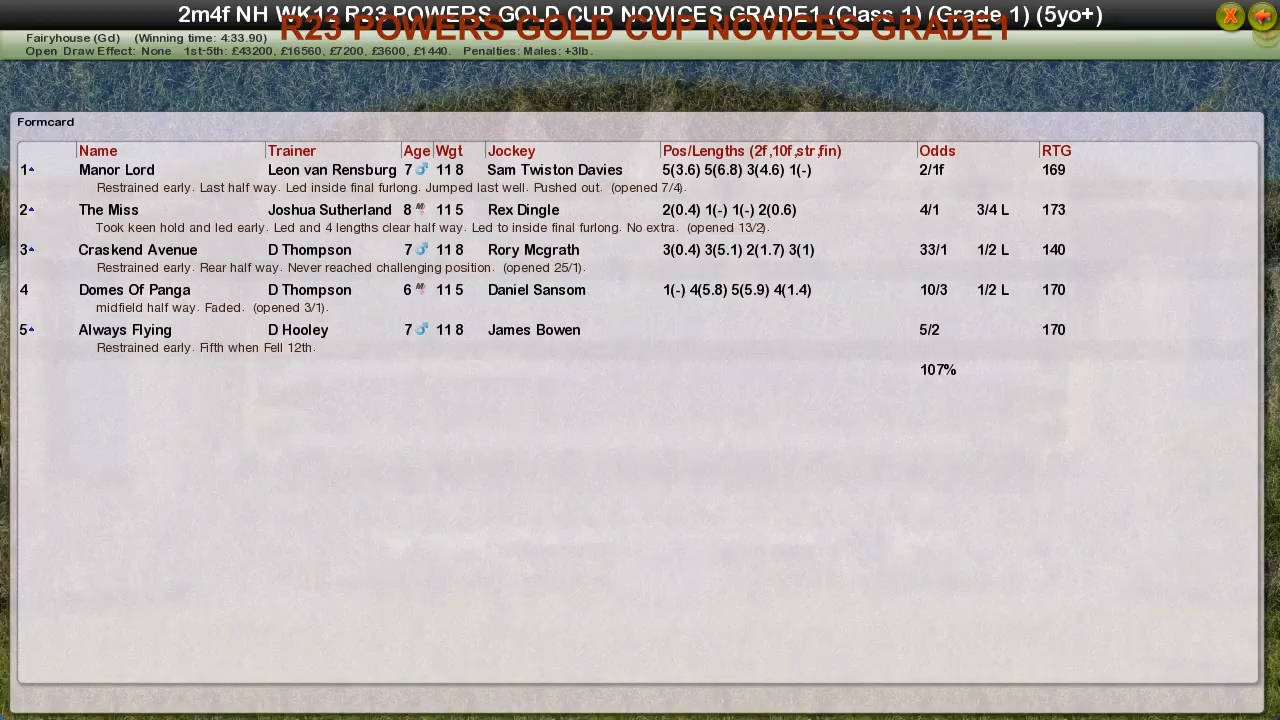 2m4f NH WK12 R23 POWERS GOLD CUP NOVICES GRADE1 (Class 1) (Grade 1) (5yo+)
R23 POWERS GOLD CUP NOVICES GRADE1
Fairyhouse (Gd) (Winning time: 4:33.90)
Open Draw Effect: None 1st-5th: £43200, £16560, £7200, £3600, £1440. Penalties: Males: +3lb.
X
Formcard
Name Trainer Age Wgt Jockey Pos/Lengths (2f,10f,str,fin) Odds RTG
1 Manor Lord Leon van Rensburg 7 11 8 Sam Twiston Davies 5(3.6) 5(6.8) 3(4.6) 1(-) 2/1f 169
Restrained early. Last half way. Led inside final furlong. Jumped last well. Pushed out. (opened 7/4).
2 The Miss Joshua Sutherland 8 M 11 5 Rex Dingle 2(0.4) 1(-) 1(-) 2(0.6) 4/1 3/4 L 173
Took keen hold and led early. Led and 4 lengths clear half way. Led to inside final furlong. No extra. (opened 13/2).
3 Craskend Avenue D Thompson 7 11 8 Rory Mcgrath 3(0.4) 3(5.1) 2(1.7) 3(1) 33/1 1/2 L 140
Restrained early. Rear half way. Never reached challenging position. (opened 25/1).
4 Domes Of Panga D Thompson 6 M 11 5 Daniel Sansom 1(-) 4(5.8) 5(5.9) 4(1.4) 10/3 1/2 L 170
midfield half way. Faded. (opened 3/1).
5 Always Flying D Hooley 7 11 8 James Bowen 5/2 170
Restrained early. Fifth when Fell 12th.
107%